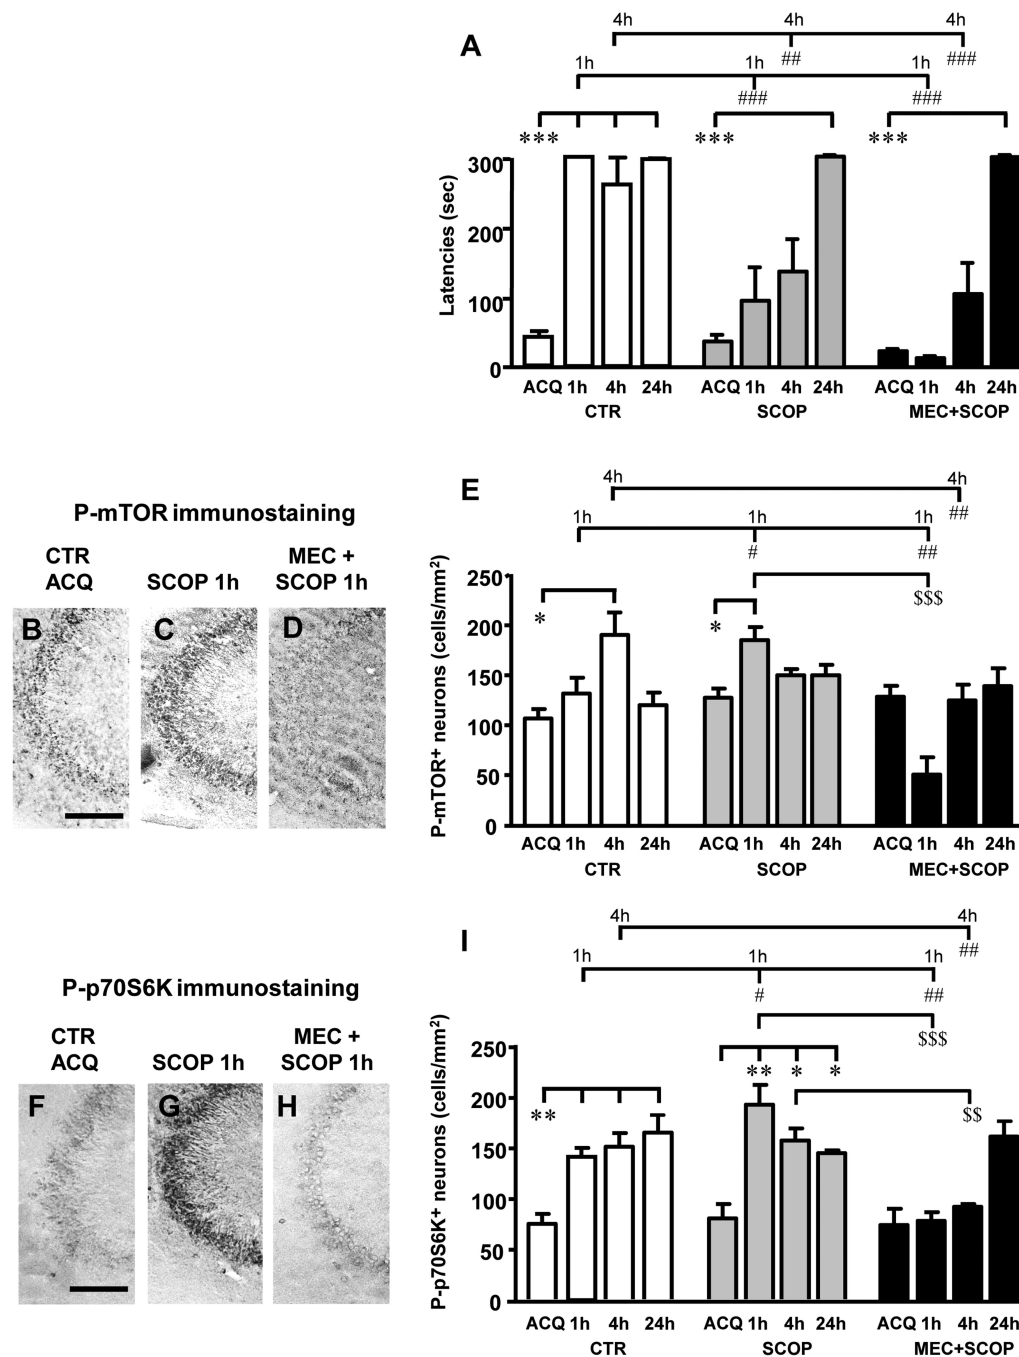 A
4h 4h 4h
## ###
1h 1h 1h
### ###
*** *** ***
Latencies (sec)
300
200
100
0
ACQ 1h 4h 24h ACQ 1h 4h 24h ACQ 1h 4h 24h
CTR SCOP MEC+SCOP
P-mTOR immunostaining
CTR ACQ
SCOP 1h
MEC + SCOP 1h
B C D
E
4h 4h
##
1h 1h 1h
# ##
$$$
* *
P-mTOR+ neurons (cells/mm2)
250
200
150
100
50
0
ACQ 1h 4h 24h ACQ 1h 4h 24h ACQ 1h 4h 24h
CTR SCOP MEC+SCOP
P-p70S6K immunostaining
CTR ACQ
SCOP 1h
MEC + SCOP 1h
F G H
I
4h 4h
##
1h 1h 1h
# ##
$$$
** * *
** $$
P-p70S6K+ neurons (cells/mm2)
250
200
150
100
50
0
ACQ 1h 4h 24h ACQ 1h 4h 24h ACQ 1h 4h 24h
CTR SCOP MEC+SCOP